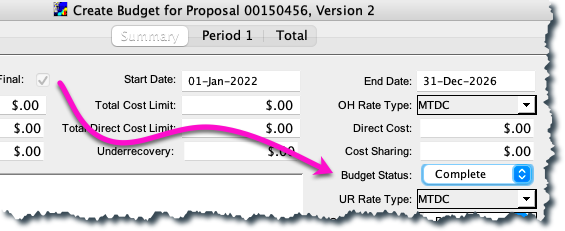 Create Budget for Proposal 00150456, Version 2
Summary Period 1 Total
Final: Start Date: 01-Jan-2022 End Date: 31-Dec-2026
$.00 Total Cost Limit: $.00 OH Rate Type: MTDC
$.00 Total Direct Cost Limit: $.00 Direct Cost: $.00
$.00 Underrecovery: $.00 Cost Sharing: $.00
Budget Status: Complete
UR Rate Type: MTDC